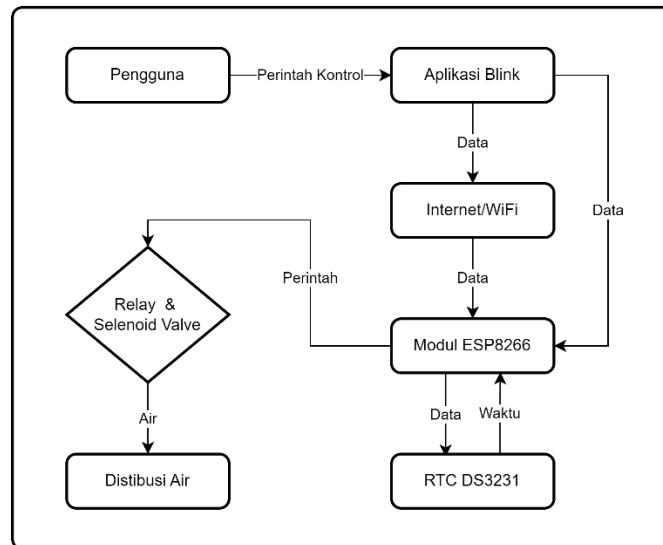 Pengguna
Perintah Kontrol
Aplikasi Blink
Data
Internet/WiFi
Data
Data
Perintah
Relay &
Selenoid Valve
Modul ESP8266
Air
Data
Waktu
Distibusi Air
RTC DS3231